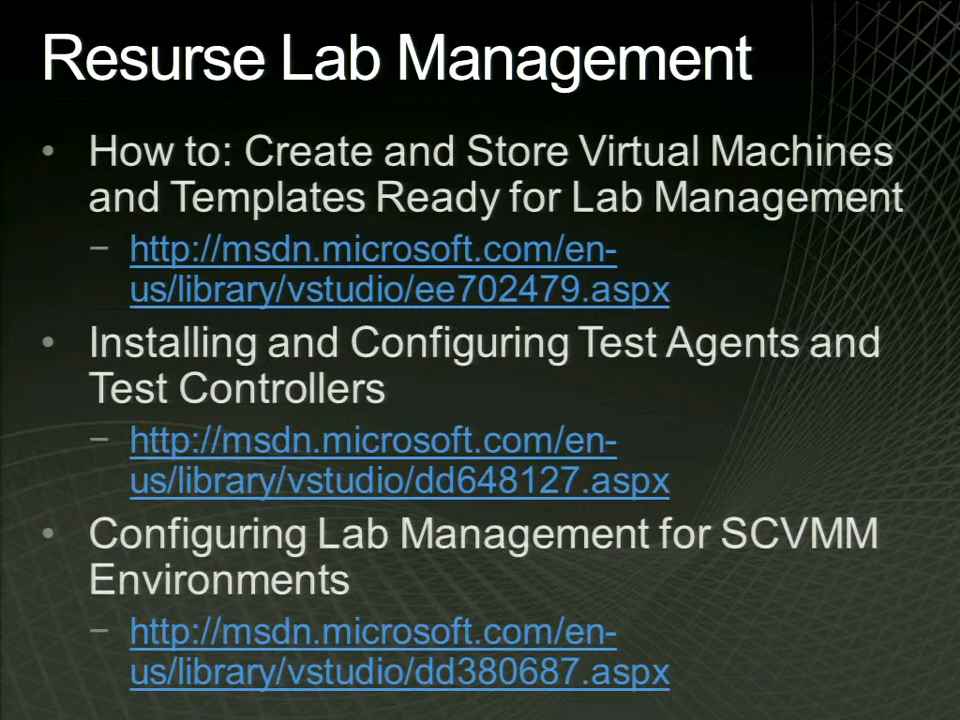 Resurse Lab Management
• How to: Create and Store Virtual Machines
and Templates Ready for Lab Management
− http://msdn.microsoft.com/en-
us/library/vstudio/ee702479.aspx
• Installing and Configuring Test Agents and
Test Controllers
− http://msdn.microsoft.com/en-
us/library/vstudio/dd648127.aspx
• Configuring Lab Management for SCVMM
Environments
− http://msdn.microsoft.com/en-
us/library/vstudio/dd380687.aspx